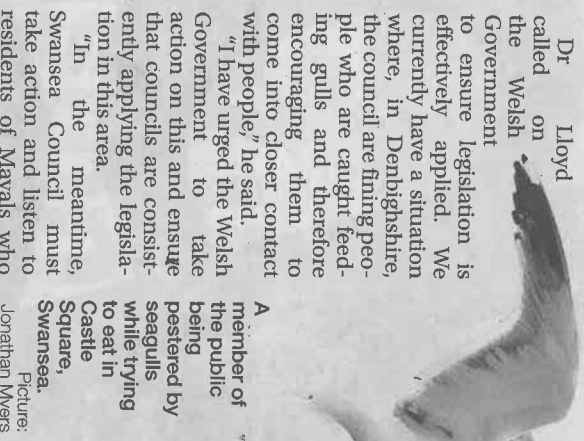 Dr Lloyd
called on
the Welsh
Government
to ensure legislation is
effectively applied. We
currently have a situation
where, in Denbighshire,
the council are fining peo-
ple who are caught feed-
ing gulls and therefore
encouraging them to
come into closer contact
with people," he said.
"I have urged the Welsh
Government to take
action on this and ensure
that councils are consist-
ently applying the legisla-
tion in this area.
"In the meantime,
Swansea Council must
take action and listen to
residents of Mayals who
A
member of
the public
being
pestered by
seagulls
while trying
to eat in
Castle
Square,
Swansea.
Picture:
Jonathan Myers